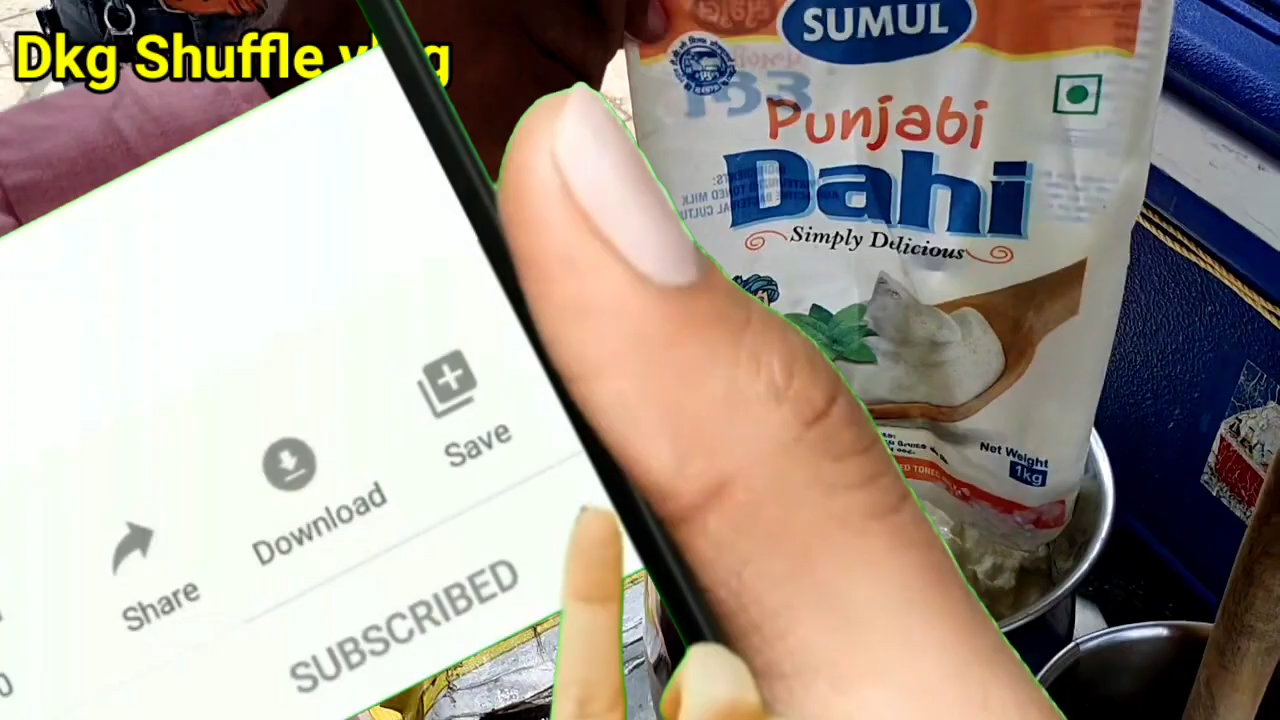 Dkg Shuffle
SUMUL
Punjabi
Dahi
Simply Delicious
Net Weight
1kg
Save
Download
Share
SUBSCRIBED